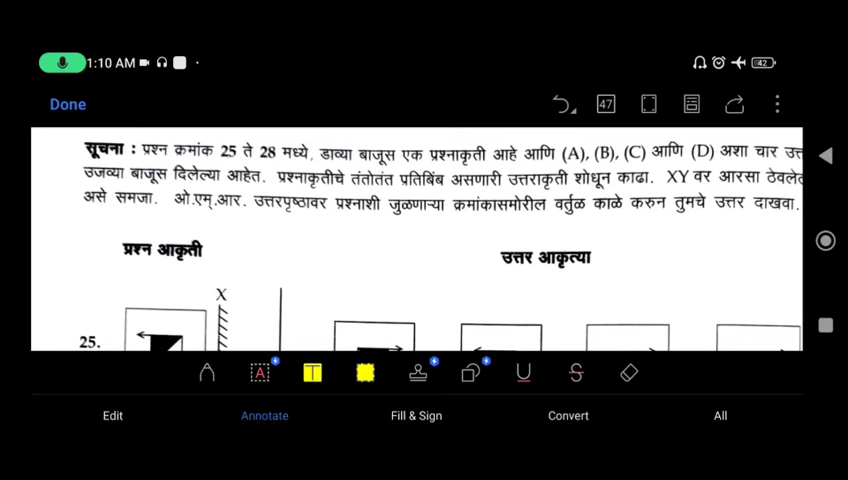 1:10 AM
42
Done
47
सूचना : प्रश्न क्रमांक 25 ते 28 मध्ये, डाव्या बाजूस एक प्रश्नाकृती आहे आणि (A), (B), (C) आणि (D) अशा चार
उजव्या बाजूस दिलेल्या आहेत. प्रश्नाकृतीचे तंतोतंत प्रतिबिंब असणारी उत्तराकृती शोधून काढा. XY वर आरसा
असे समजा. ओ.एम्.आर. उत्तरपृष्ठावर प्रश्नाशी जुळणाऱ्या क्रमांकासमोरील वर्तुळ काळे करुन तुमचे उत्तर दाखवा.
प्रश्न आकृती
उत्तर आकृत्या
X
25.
A
T
U
S
Edit
Annotate
Fill & Sign
Convert
All